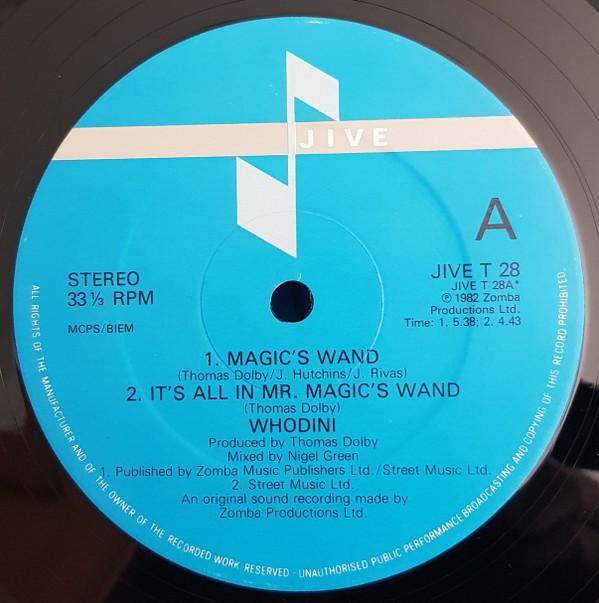 JIVE
A
STEREO
33 ⅓ RPM
MCPS/BIEM
JIVE T 28
JIVE T 28A*
℗ 1982 Zomba
Productions Ltd.
Time: 1. 5.38; 2. 4.43
1. MAGIC'S WAND
(Thomas Dolby/J. Hutchins/J. Rivas)
2. IT'S ALL IN MR. MAGIC'S WAND
(Thomas Dolby)
WHODINI
Produced by Thomas Dolby
Mixed by Nigel Green
1. Published by Zomba Music Publishers Ltd./Street Music Ltd.
2. Street Music Ltd.
An original sound recording made by
Zomba Productions Ltd.
ALL RIGHTS OF THE MANUFACTURER AND OF THE OWNER OF THE RECORDED WORK RESERVED · UNAUTHORISED PUBLIC PERFORMANCE BROADCASTING AND COPYING OF THIS RECORD PROHIBITED.